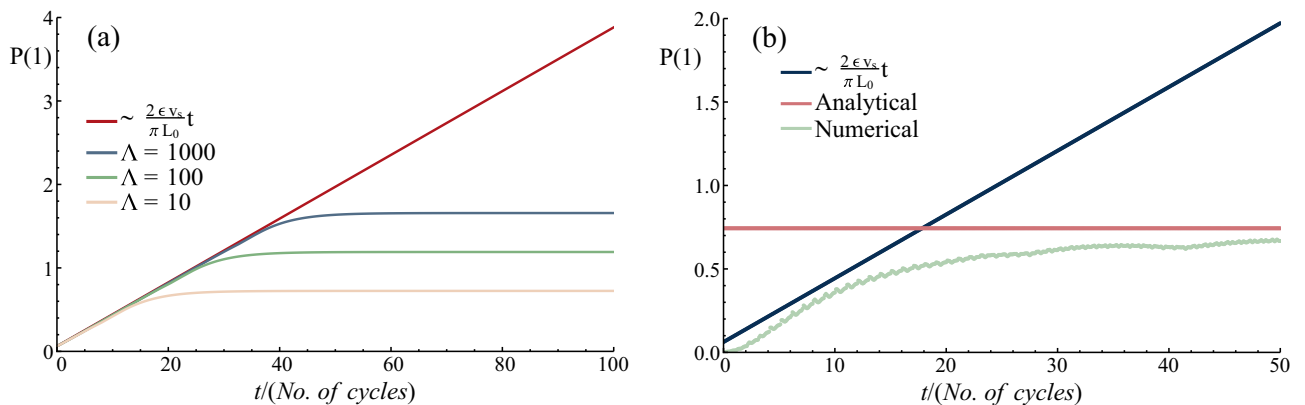 (a)
P(1)
4
3
2
1
0
~ 2 ϵ v_s / π L_0 t
Λ = 1000
Λ = 100
Λ = 10
0 20 40 60 80 100
t/(No. of cycles)
(b)
P(1)
2.0
1.5
1.0
0.5
0.0
~ 2 ϵ v_s / π L_0 t
Analytical
Numerical
0 10 20 30 40 50
t/(No. of cycles)